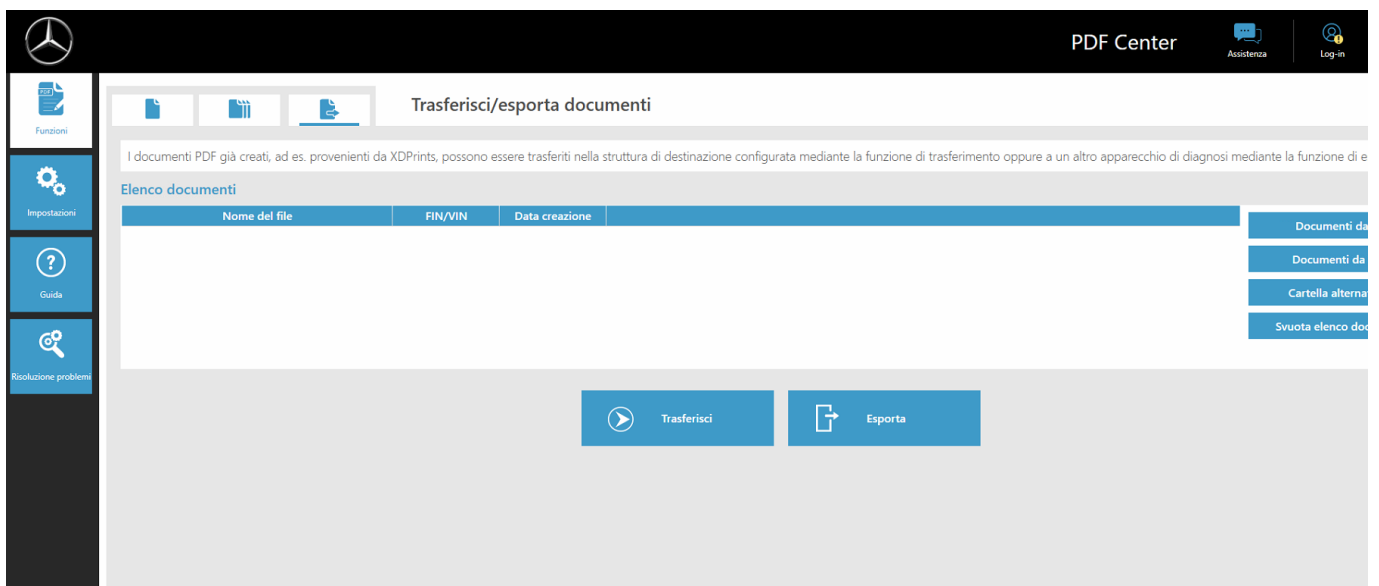 PDF Center
Assistenza
Log-in
PDF
Funzioni
Trasferisci/esporta documenti
I documenti PDF già creati, ad es. provenienti da XDPrints, possono essere trasferiti nella struttura di destinazione configurata mediante la funzione di trasferimento oppure a un altro apparecchio di diagnosi mediante la funzione di e
Impostazioni
Elenco documenti
Nome del file FIN/VIN Data creazione
Documenti da
Documenti da
Cartella alterna
Svuota elenco doc
Guida
Risoluzione problemi
Trasferisci
Esporta